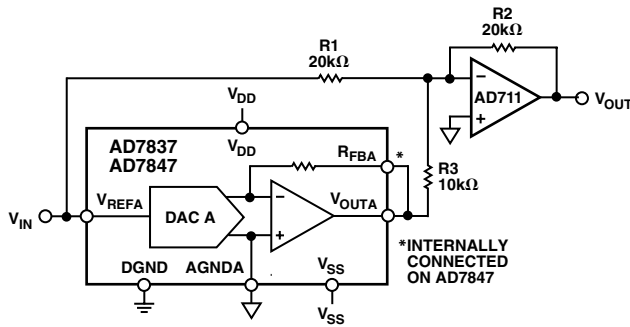 R2
20kΩ
R1
20kΩ
AD711
VOUT
VDD
VDD
AD7837
AD7847
RFBA
*
R3
10kΩ
VREFA
DAC A
VOUTA
VIN
DGND
AGNDA
VSS
VSS
*INTERNALLY
CONNECTED
ON AD7847